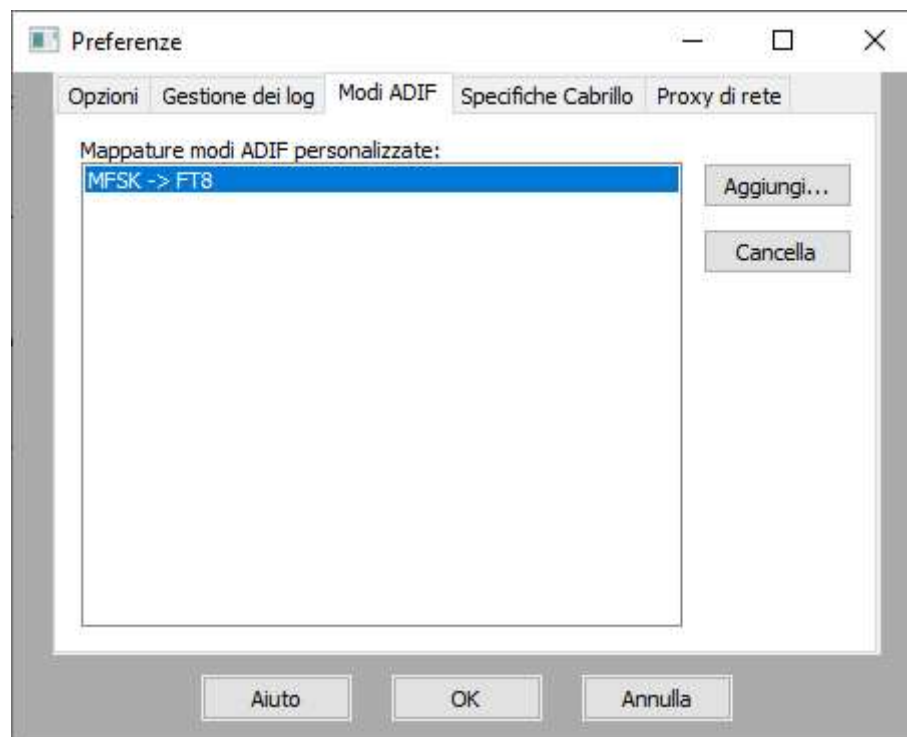 Preferenze
Opzioni Gestione dei log Modi ADIF Specifiche Cabrillo Proxy di rete
Mappature modi ADIF personalizzate:
MFSK -> FT8
Aggiungi...
Cancella
Aiuto OK Annulla